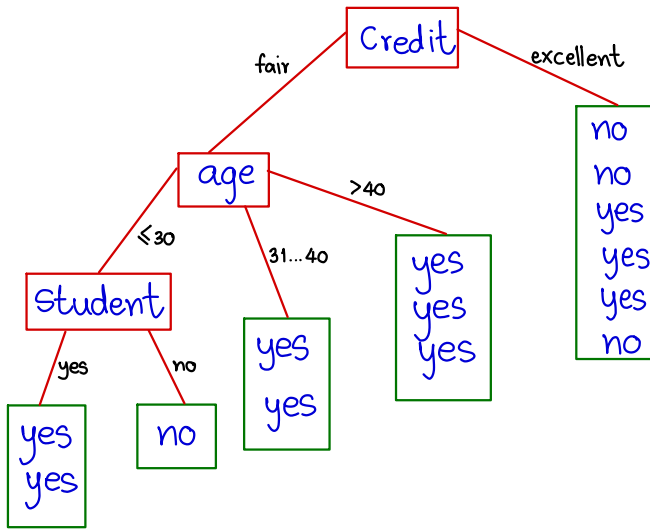 Credit
fair
excellent
age
≤30
31...40
>40
Student
yes
no
yes
yes
no
yes
yes
yes
yes
yes
no
no
yes
yes
yes
no